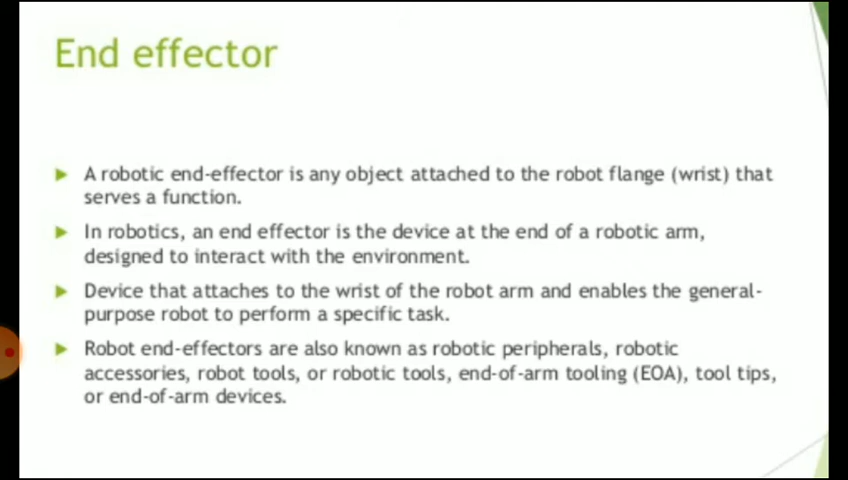 End effector
A robotic end-effector is any object attached to the robot flange (wrist) that
serves a function.
In robotics, an end effector is the device at the end of a robotic arm,
designed to interact with the environment.
Device that attaches to the wrist of the robot arm and enables the general-
purpose robot to perform a specific task.
Robot end-effectors are also known as robotic peripherals, robotic
accessories, robot tools, or robotic tools, end-of-arm tooling (EOA), tool tips,
or end-of-arm devices.